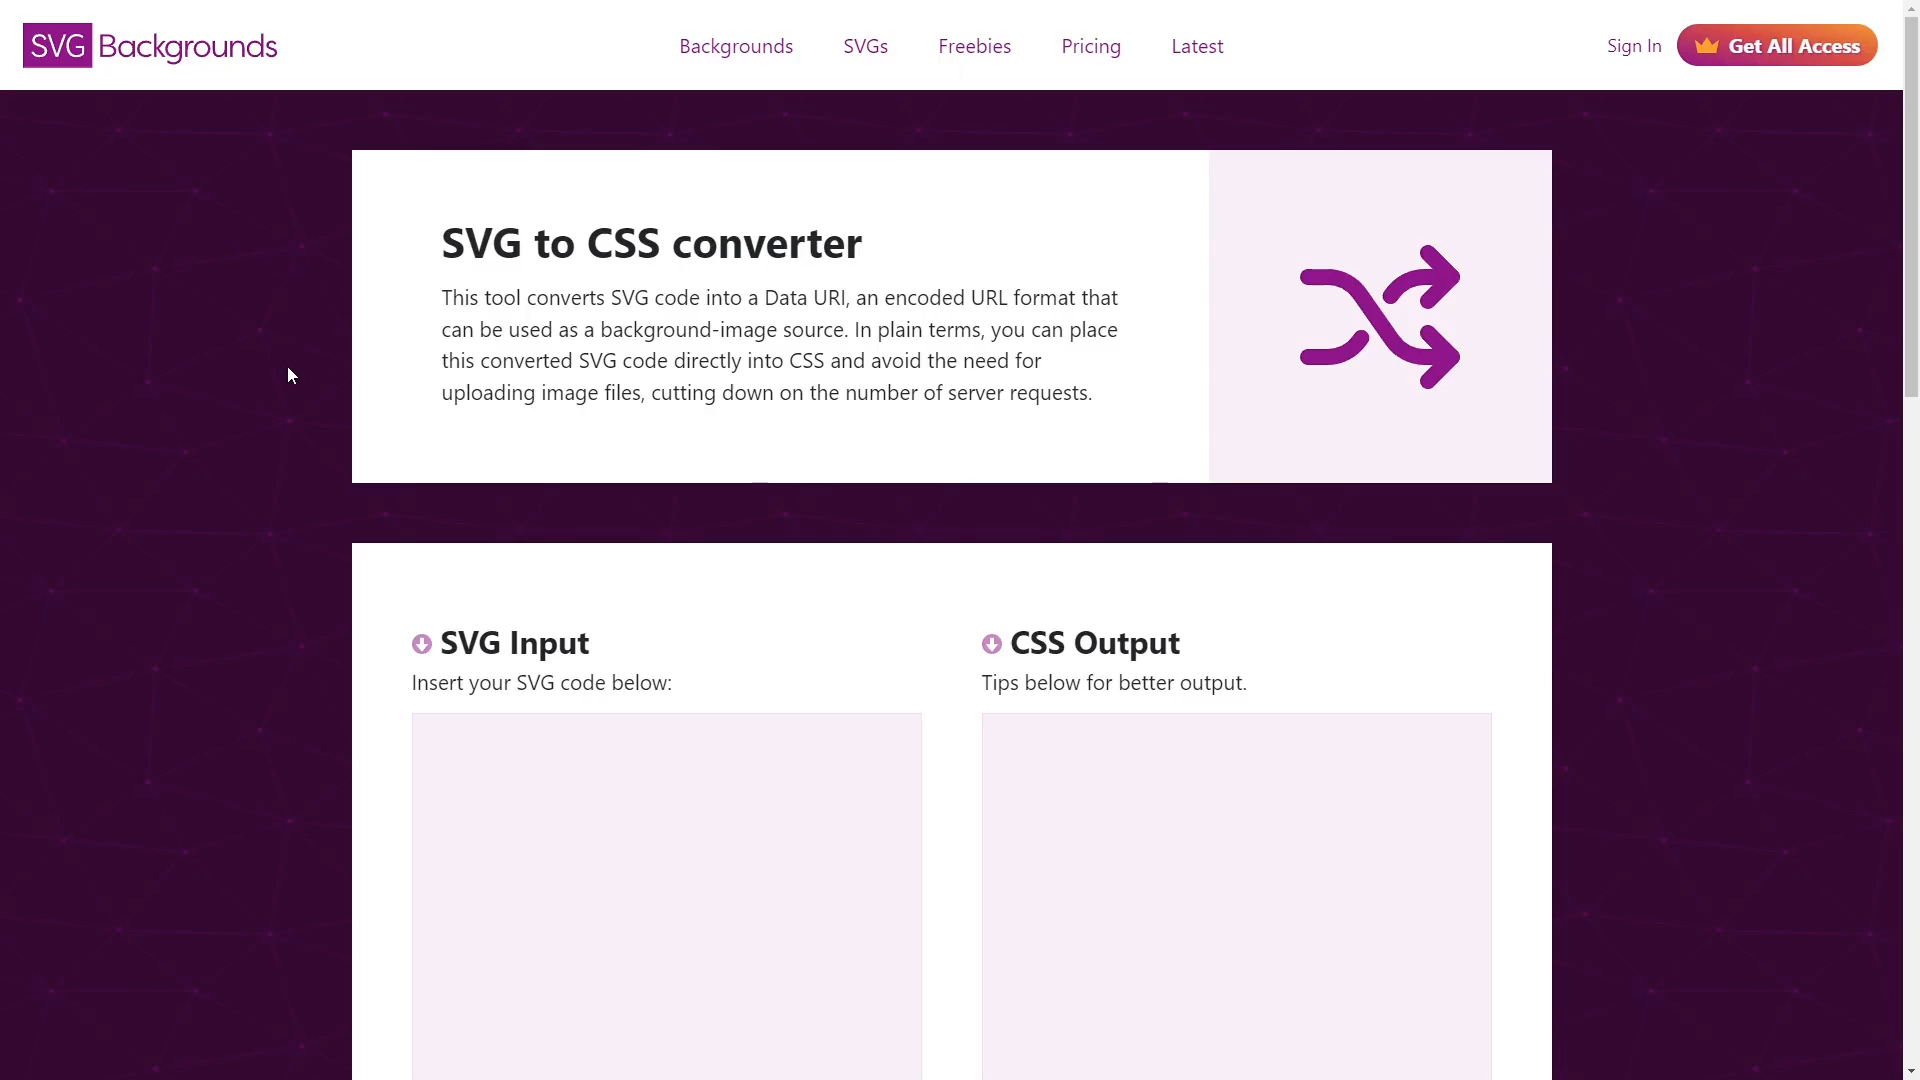 SVG Backgrounds
Backgrounds
SVGs
Freebies
Pricing
Latest
Sign In
Get All Access
SVG to CSS converter
This tool converts SVG code into a Data URI, an encoded URL format that
can be used as a background-image source. In plain terms, you can place
this converted SVG code directly into CSS and avoid the need for
uploading image files, cutting down on the number of server requests.
SVG Input
Insert your SVG code below:
CSS Output
Tips below for better output.